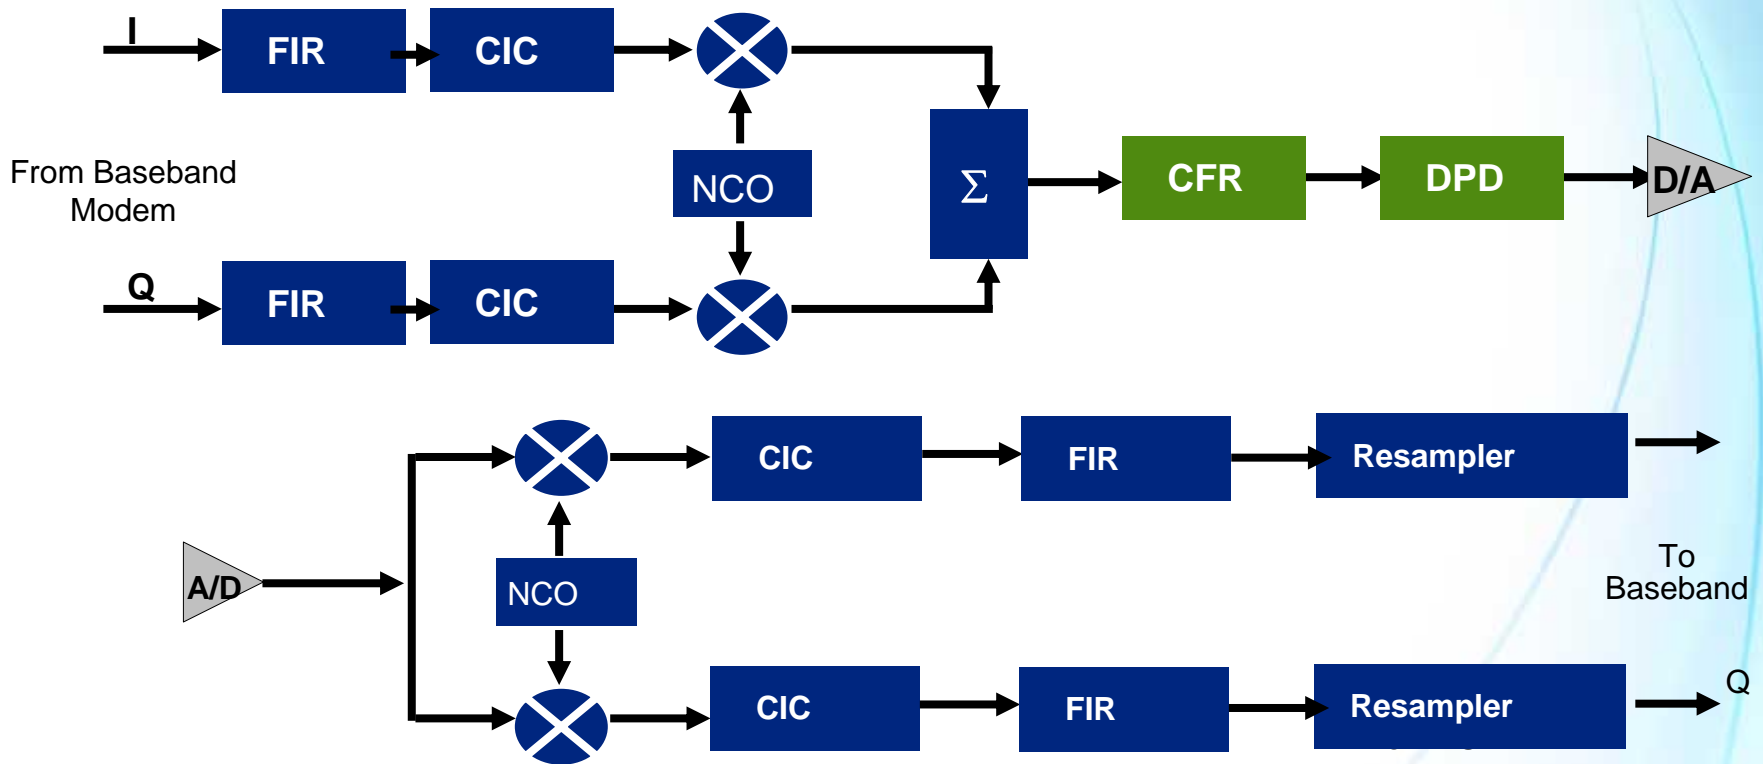 I
FIR
CIC
From Baseband
Modem
NCO
Σ
CFR
DPD
D/A
Q
FIR
CIC
A/D
NCO
CIC
FIR
Resampler
To
Baseband
CIC
FIR
Resampler
Q